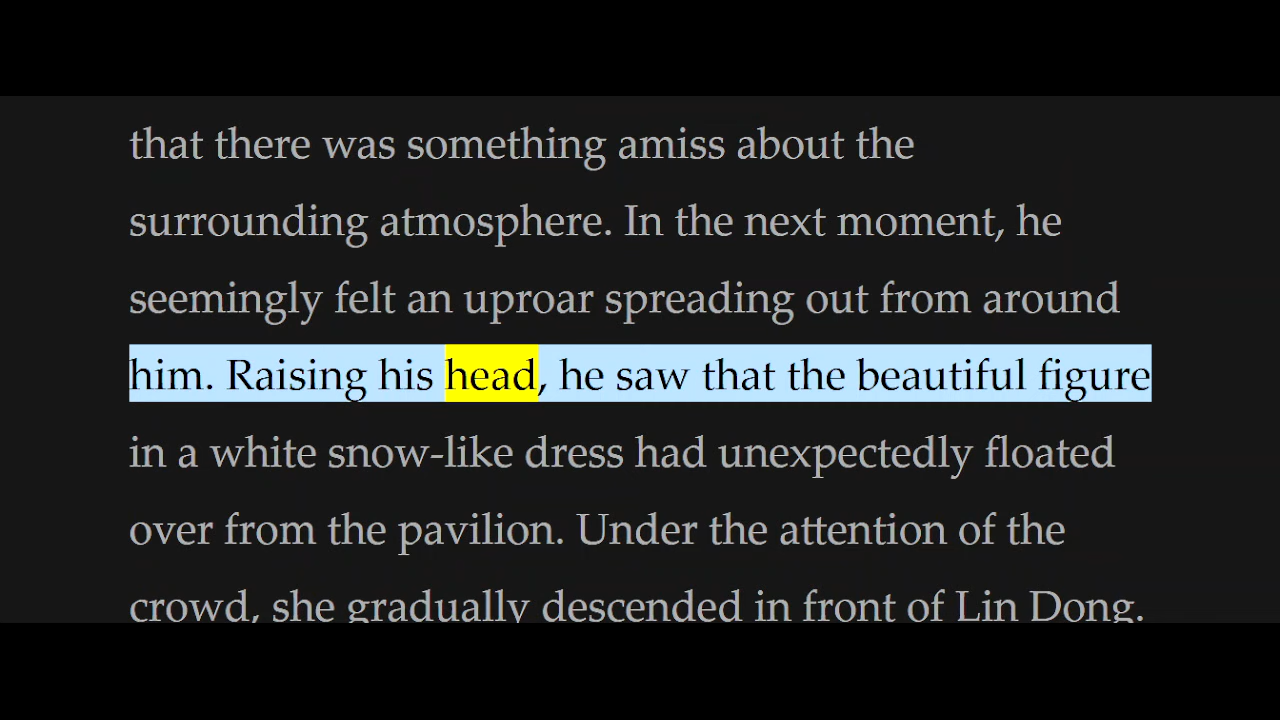 that there was something amiss about the
surrounding atmosphere. In the next moment, he
seemingly felt an uproar spreading out from around
him. Raising his head, he saw that the beautiful figure
in a white snow-like dress had unexpectedly floated
over from the pavilion. Under the attention of the
crowd, she gradually descended in front of Lin Dong.